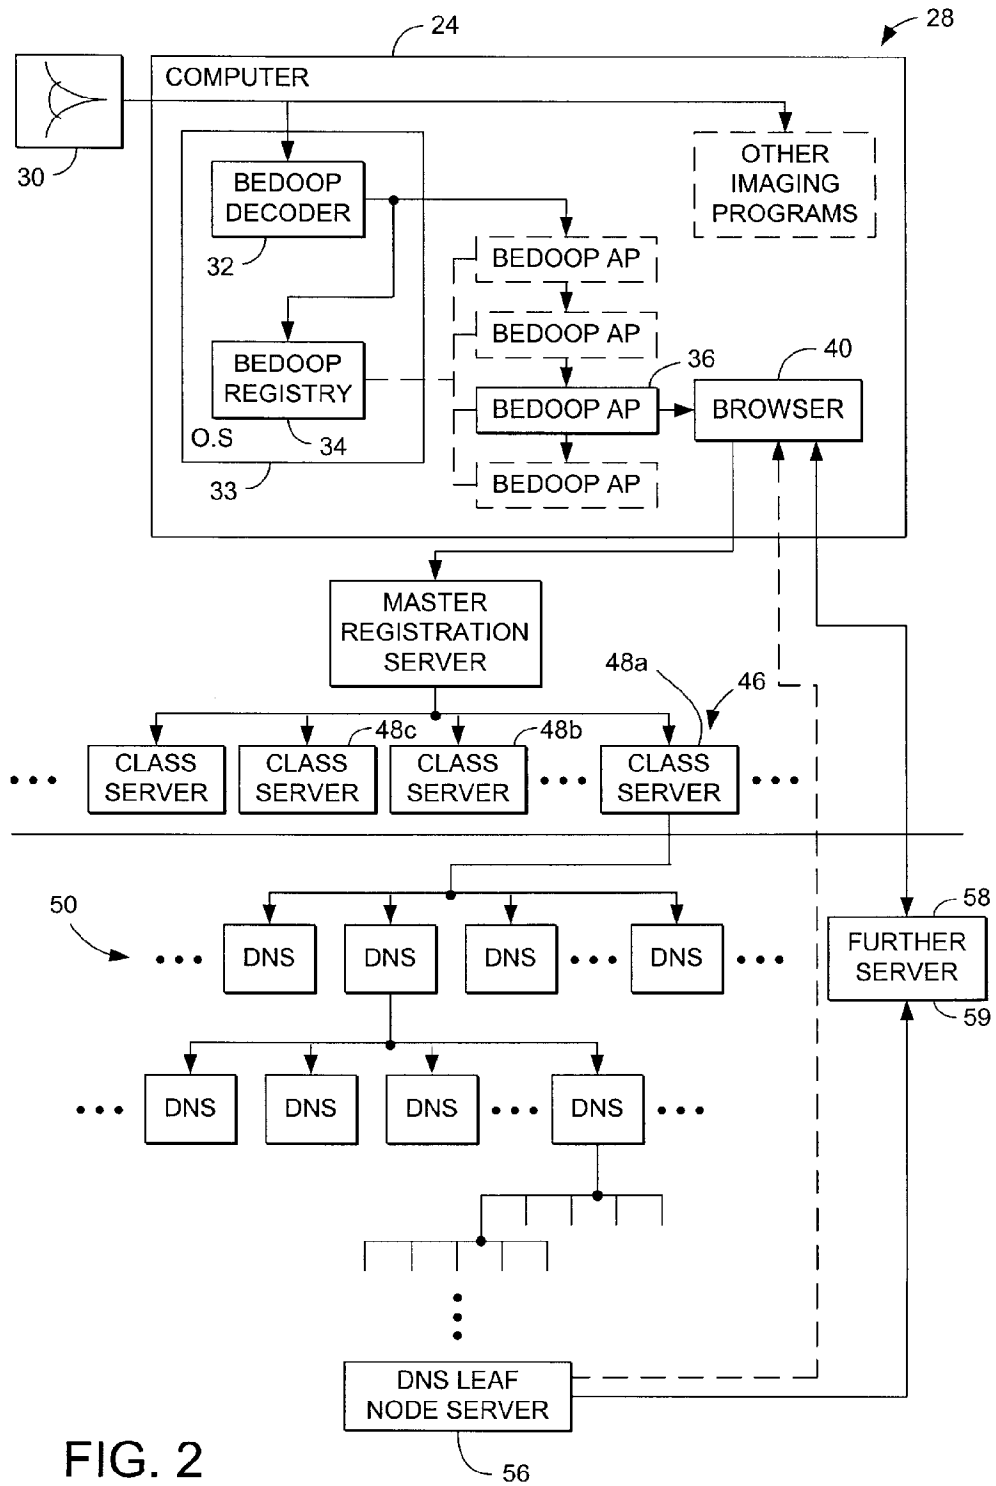 24
28
COMPUTER
30
OTHER
IMAGING
PROGRAMS
BEDOOP
DECODER
32
BEDOOP AP
BEDOOP AP
36
40
BEDOOP
REGISTRY
BEDOOP AP
BROWSER
O.S
34
33
BEDOOP AP
MASTER
REGISTRATION
SERVER
48a
46
48c
48b
CLASS
SERVER
CLASS
SERVER
CLASS
SERVER
CLASS
SERVER
50
58
DNS
DNS
DNS
DNS
FURTHER
SERVER
59
DNS
DNS
DNS
DNS
DNS LEAF
NODE SERVER
56
FIG. 2